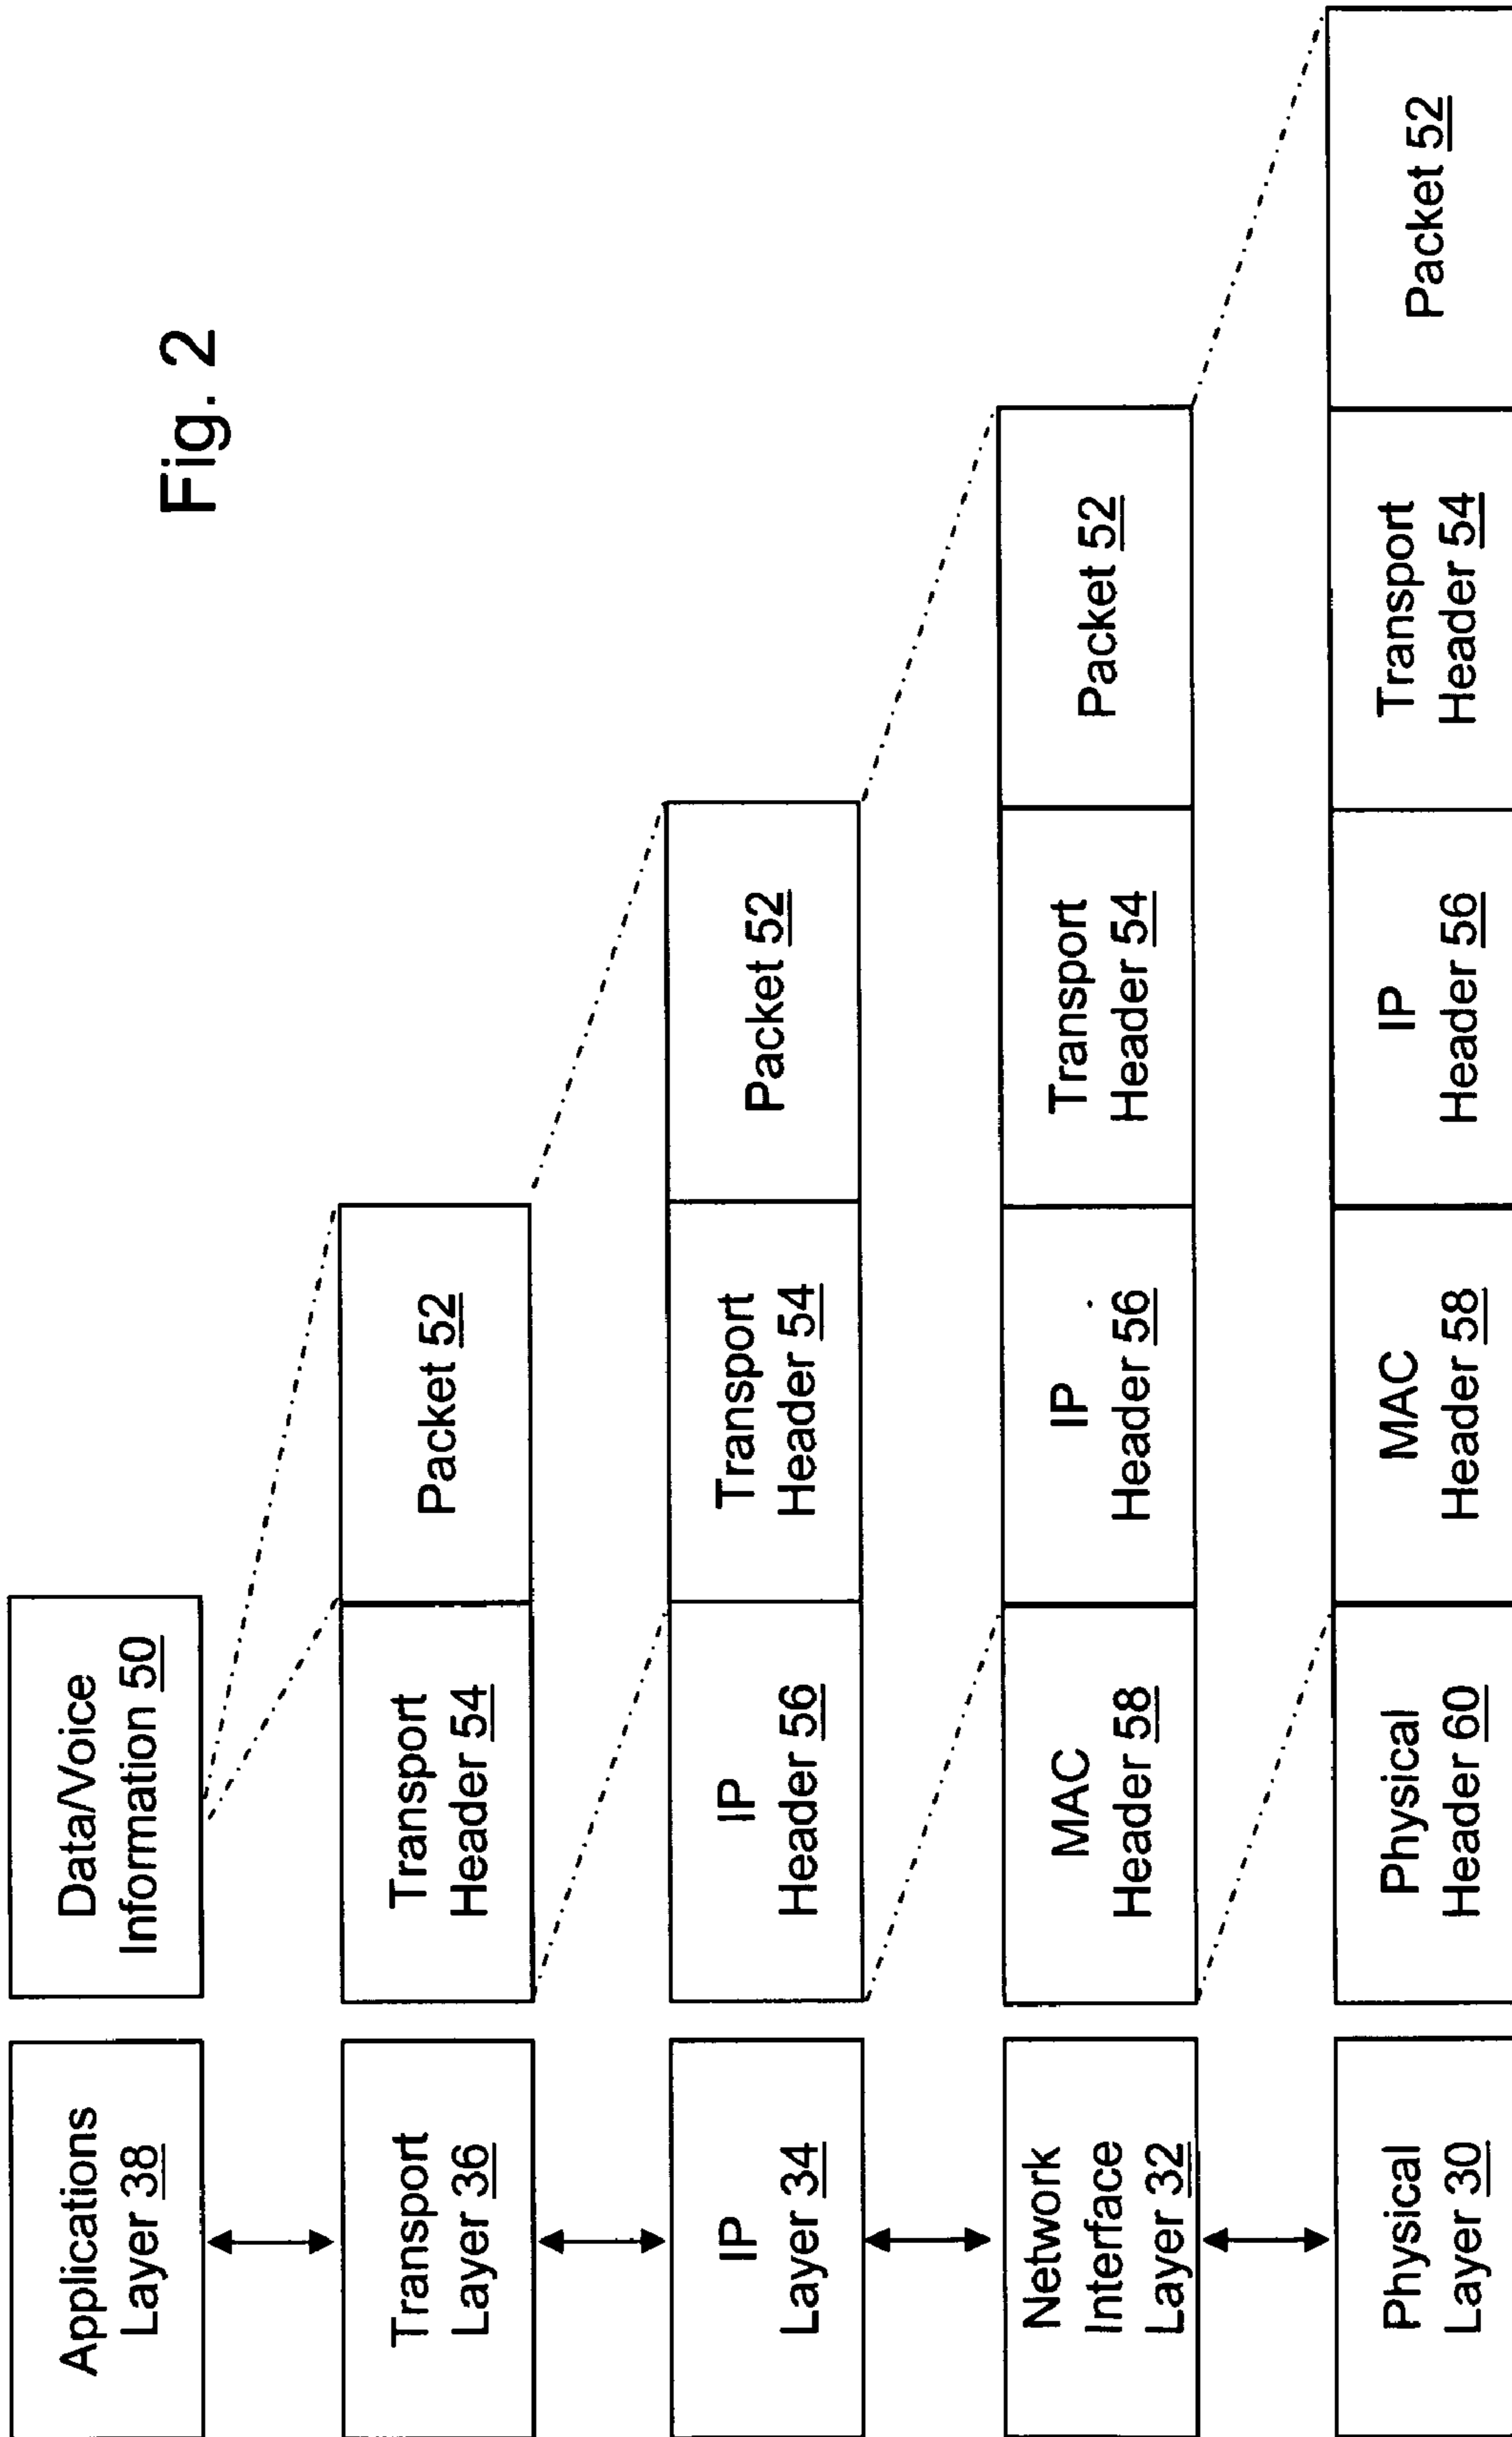 Fig. 2
Applications
Layer 38
Data/Voice
Information 50
Transport
Layer 36
Transport
Header 54
Packet 52
IP
Layer 34
IP
Header 56
Transport
Header 54
Packet 52
Network
Interface
Layer 32
MAC
Header 58
IP
Header 56
Transport
Header 54
Packet 52
Physical
Layer 30
Physical
Header 60
MAC
Header 58
IP
Header 56
Transport
Header 54
Packet 52